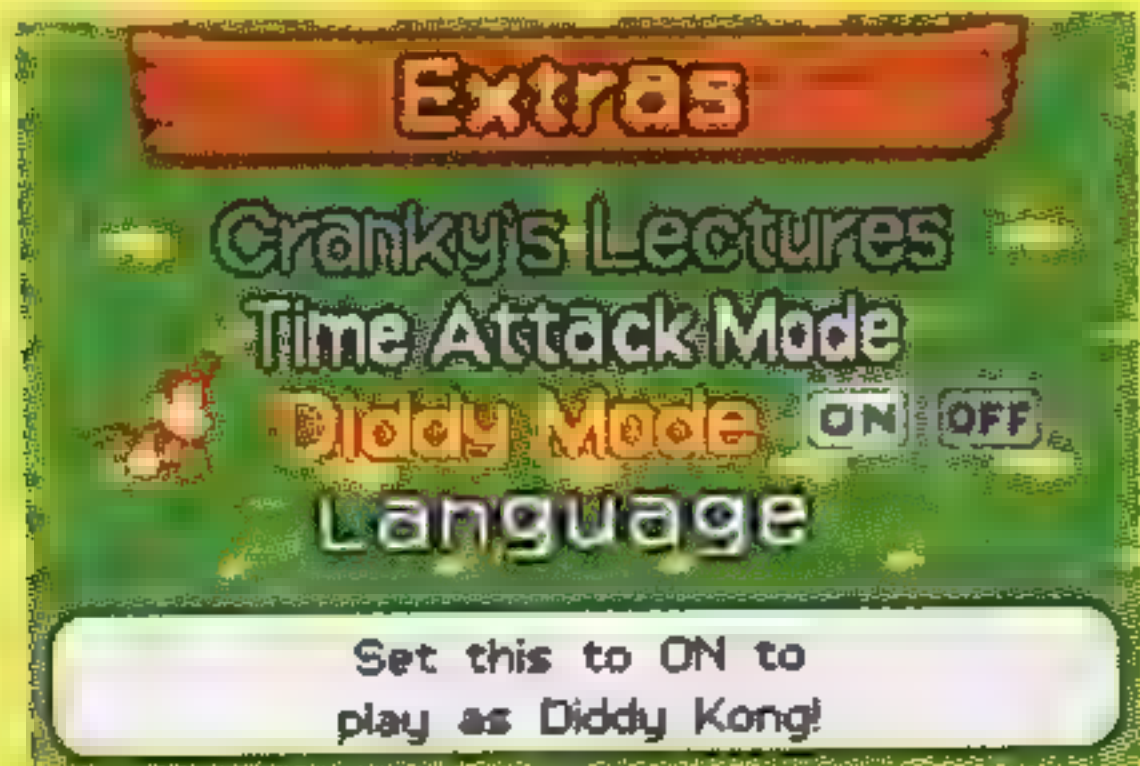 Extras
Cranky's Lectures
Time Attack Mode
Diddy Mode ON OFF
Language
Set this to ON to
play as Diddy Kong!